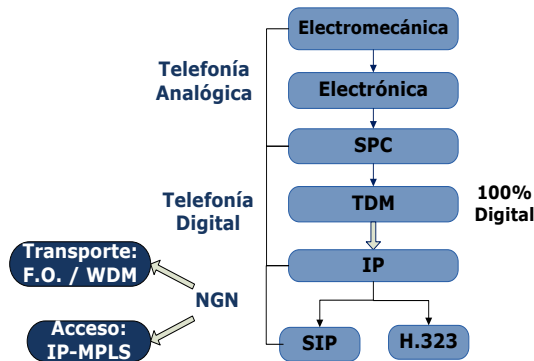 Electromecánica
Telefonía
Analógica
Electrónica
SPC
Telefonía
Digital
TDM
100%
Digital
Transporte:
F.O. / WDM
IP
NGN
Acceso:
IP-MPLS
SIP
H.323